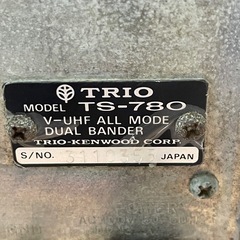 TRIO
MODEL TS-780
V-UHF ALL MODE
DUAL BANDER
TRIO-KENWOOD CORP.
S/NO.
JAPAN